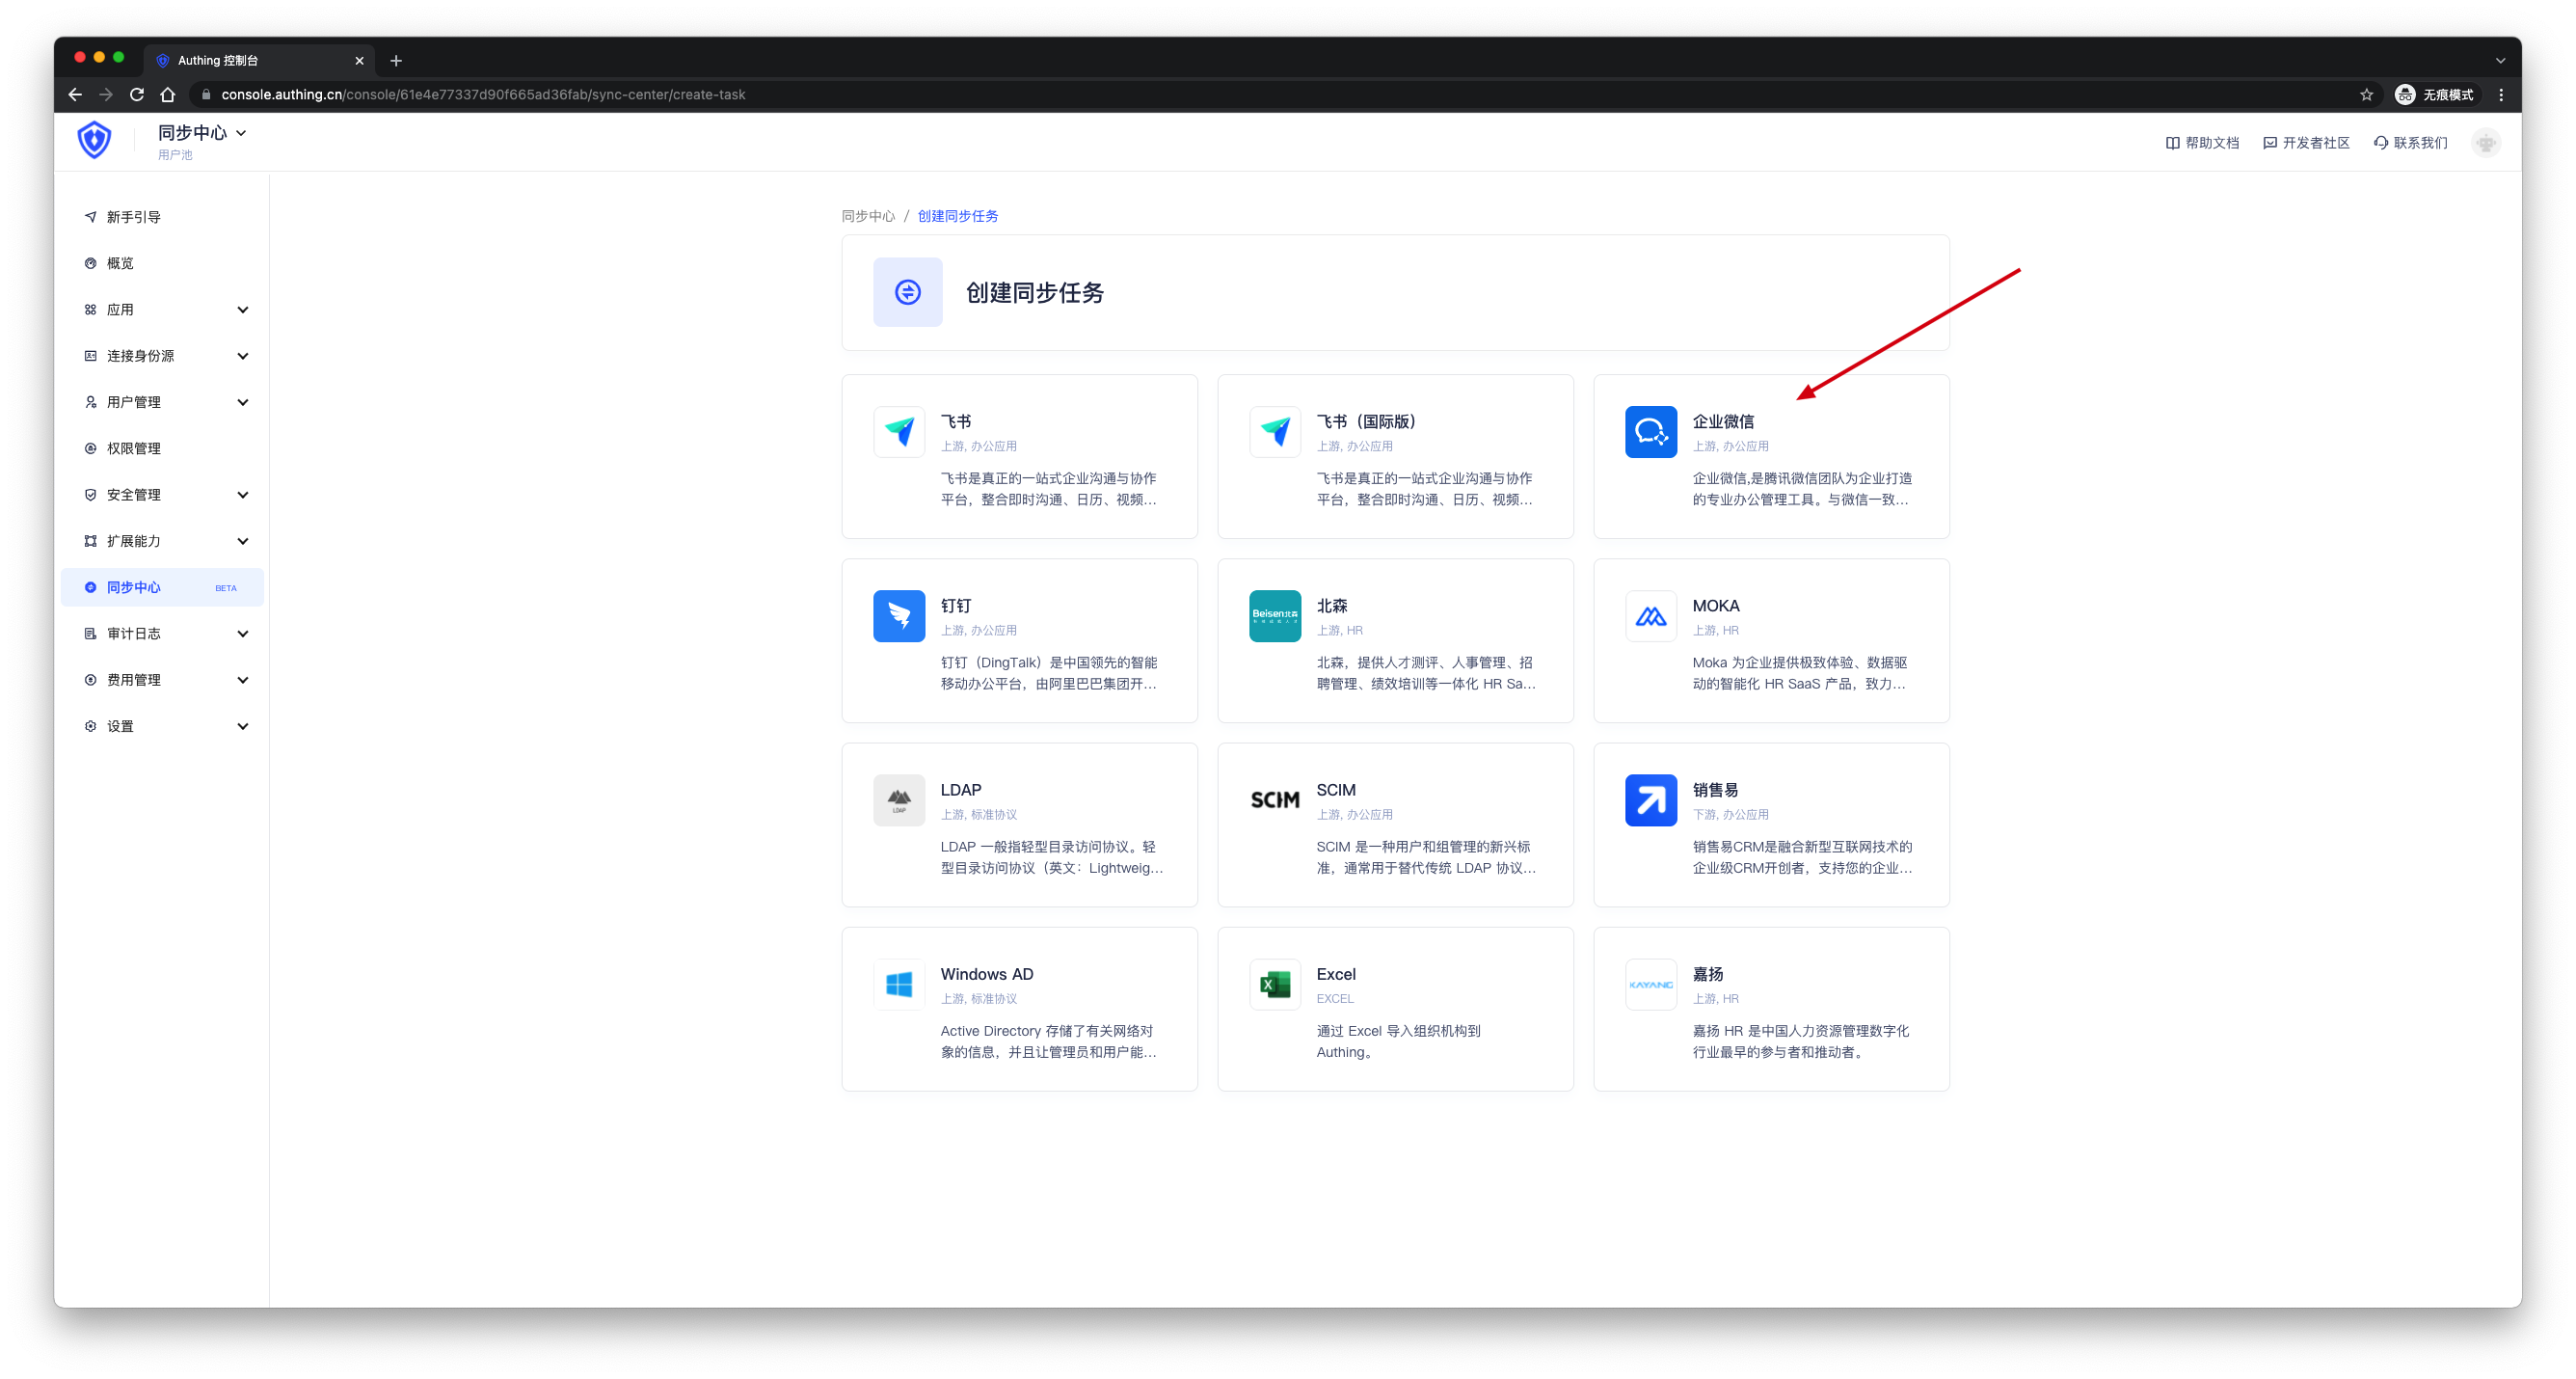 Authing 控制台
console.authing.cn/console/61e4e77337d90f665ad36fab/sync-center/create-task
无痕模式
同步中心
用户池
帮助文档
开发者社区
联系我们
新手引导
概览
应用
连接身份源
用户管理
权限管理
安全管理
扩展能力
同步中心 BETA
审计日志
费用管理
设置
同步中心 / 创建同步任务
创建同步任务
飞书
上游, 办公应用
飞书是真正的一站式企业沟通与协作
平台，整合即时沟通、日历、视频...
飞书（国际版）
上游, 办公应用
飞书是真正的一站式企业沟通与协作
平台，整合即时沟通、日历、视频...
企业微信
上游, 办公应用
企业微信,是腾讯微信团队为企业打造
的专业办公管理工具。与微信一致...
钉钉
上游, 办公应用
钉钉（DingTalk）是中国领先的智能
移动办公平台，由阿里巴巴集团开...
Beisen北森
北森
上游, HR
北森，提供人才测评、人事管理、招
聘管理、绩效培训等一体化 HR Sa...
MOKA
上游, HR
Moka 为企业提供极致体验、数据驱
动的智能化 HR SaaS 产品，致力...
LDAP
LDAP
上游, 标准协议
LDAP 一般指轻型目录访问协议。轻
型目录访问协议（英文：Lightweig...
SCIM
SCIM
上游, 办公应用
SCIM 是一种用户和组管理的新兴标
准，通常用于替代传统 LDAP 协议...
销售易
下游, 办公应用
销售易CRM是融合新型互联网技术的
企业级CRM开创者，支持您的企业...
Windows AD
上游, 标准协议
Active Directory 存储了有关网络对
象的信息，并且让管理员和用户能...
Excel
EXCEL
通过 Excel 导入组织机构到
Authing。
KAYANG
嘉扬
上游, HR
嘉扬 HR 是中国人力资源管理数字化
行业最早的参与者和推动者。